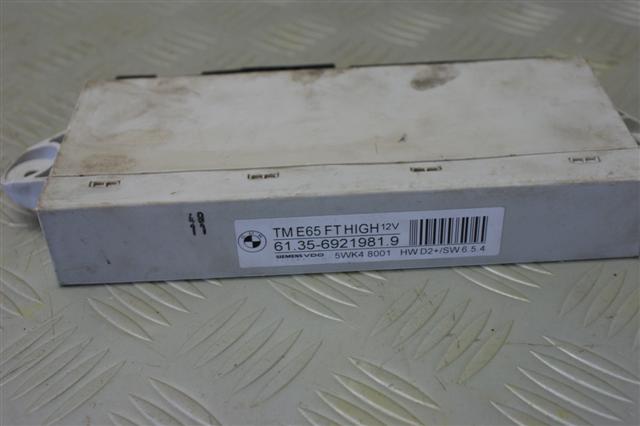 48
11
TM E65 FT HIGH 12V
61.35-6921981.9
SIEMENS VDO 5WK4 8001 HW D2+/SW 6.5.4